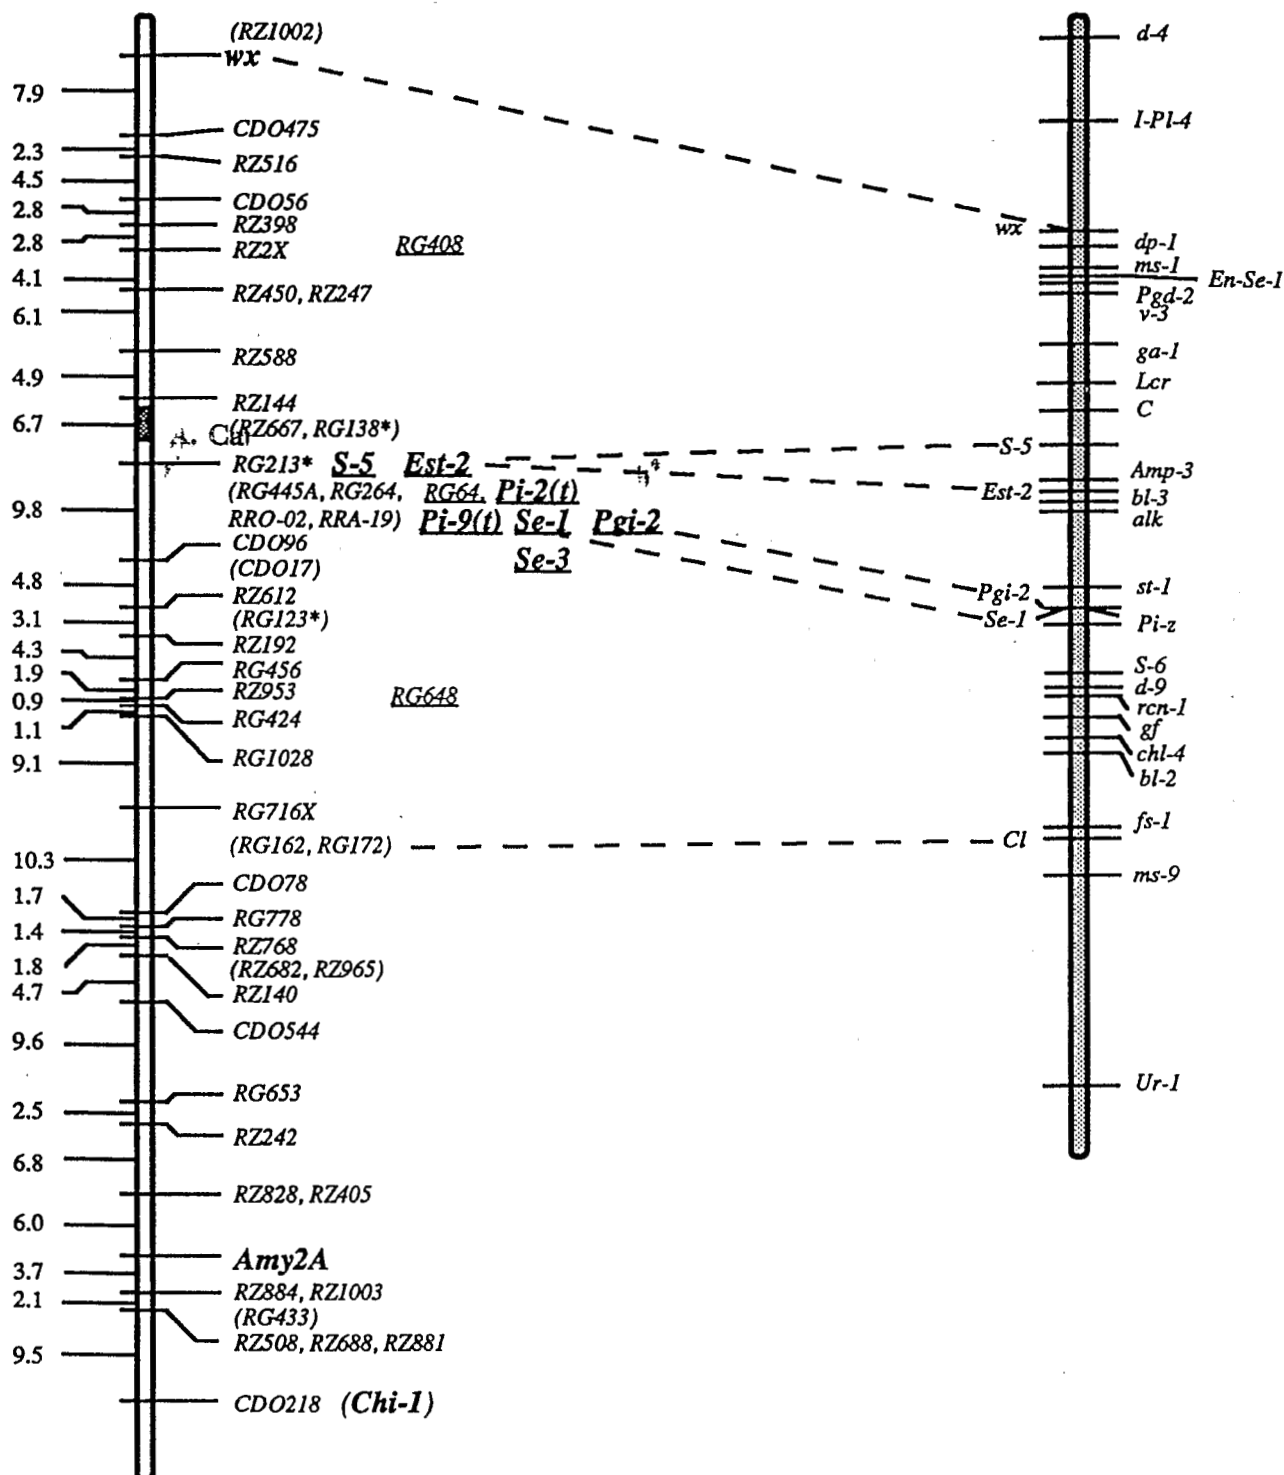 (RZ1002)
d-4
wx
7.9
I-Pl-4
CDO475
2.3
RZ516
4.5
CDO56
2.8
RZ398
wx
2.8
RZ2X
RG408
dp-1
ms-1
4.1
En-Se-1
RZ450, RZ247
Pgd-2
6.1
v-3
RZ588
ga-1
4.9
Lcr
RZ144
C
6.7
(RZ667, RG138*)
A. Cal
S-5
RG213* S-5 Est-2
Amp-3
(RG445A, RG264, RG64, Pi-2(t)
Est-2
bl-3
9.8
RRO-02, RRA-19) Pi-9(t) Se-1 Pgi-2
alk
CDO96
Se-3
(CDO17)
4.8
st-1
RZ612
Pgi-2
3.1
(RG123*)
Se-1
Pi-z
RZ192
4.3
RG456
S-6
1.9
RZ953
d-9
0.9
RG648
rcn-1
RG424
1.1
gf
RG1028
9.1
chl-4
bl-2
RG716X
fs-1
(RG162, RG172)
Cl
10.3
CDO78
ms-9
1.7
RG778
1.4
RZ768
1.8
(RZ682, RZ965)
4.7
RZ140
CDO544
9.6
RG653
Ur-1
2.5
RZ242
6.8
RZ828, RZ405
6.0
Amy2A
3.7
RZ884, RZ1003
2.1
(RG433)
RZ508, RZ688, RZ881
9.5
CDO218 (Chi-1)